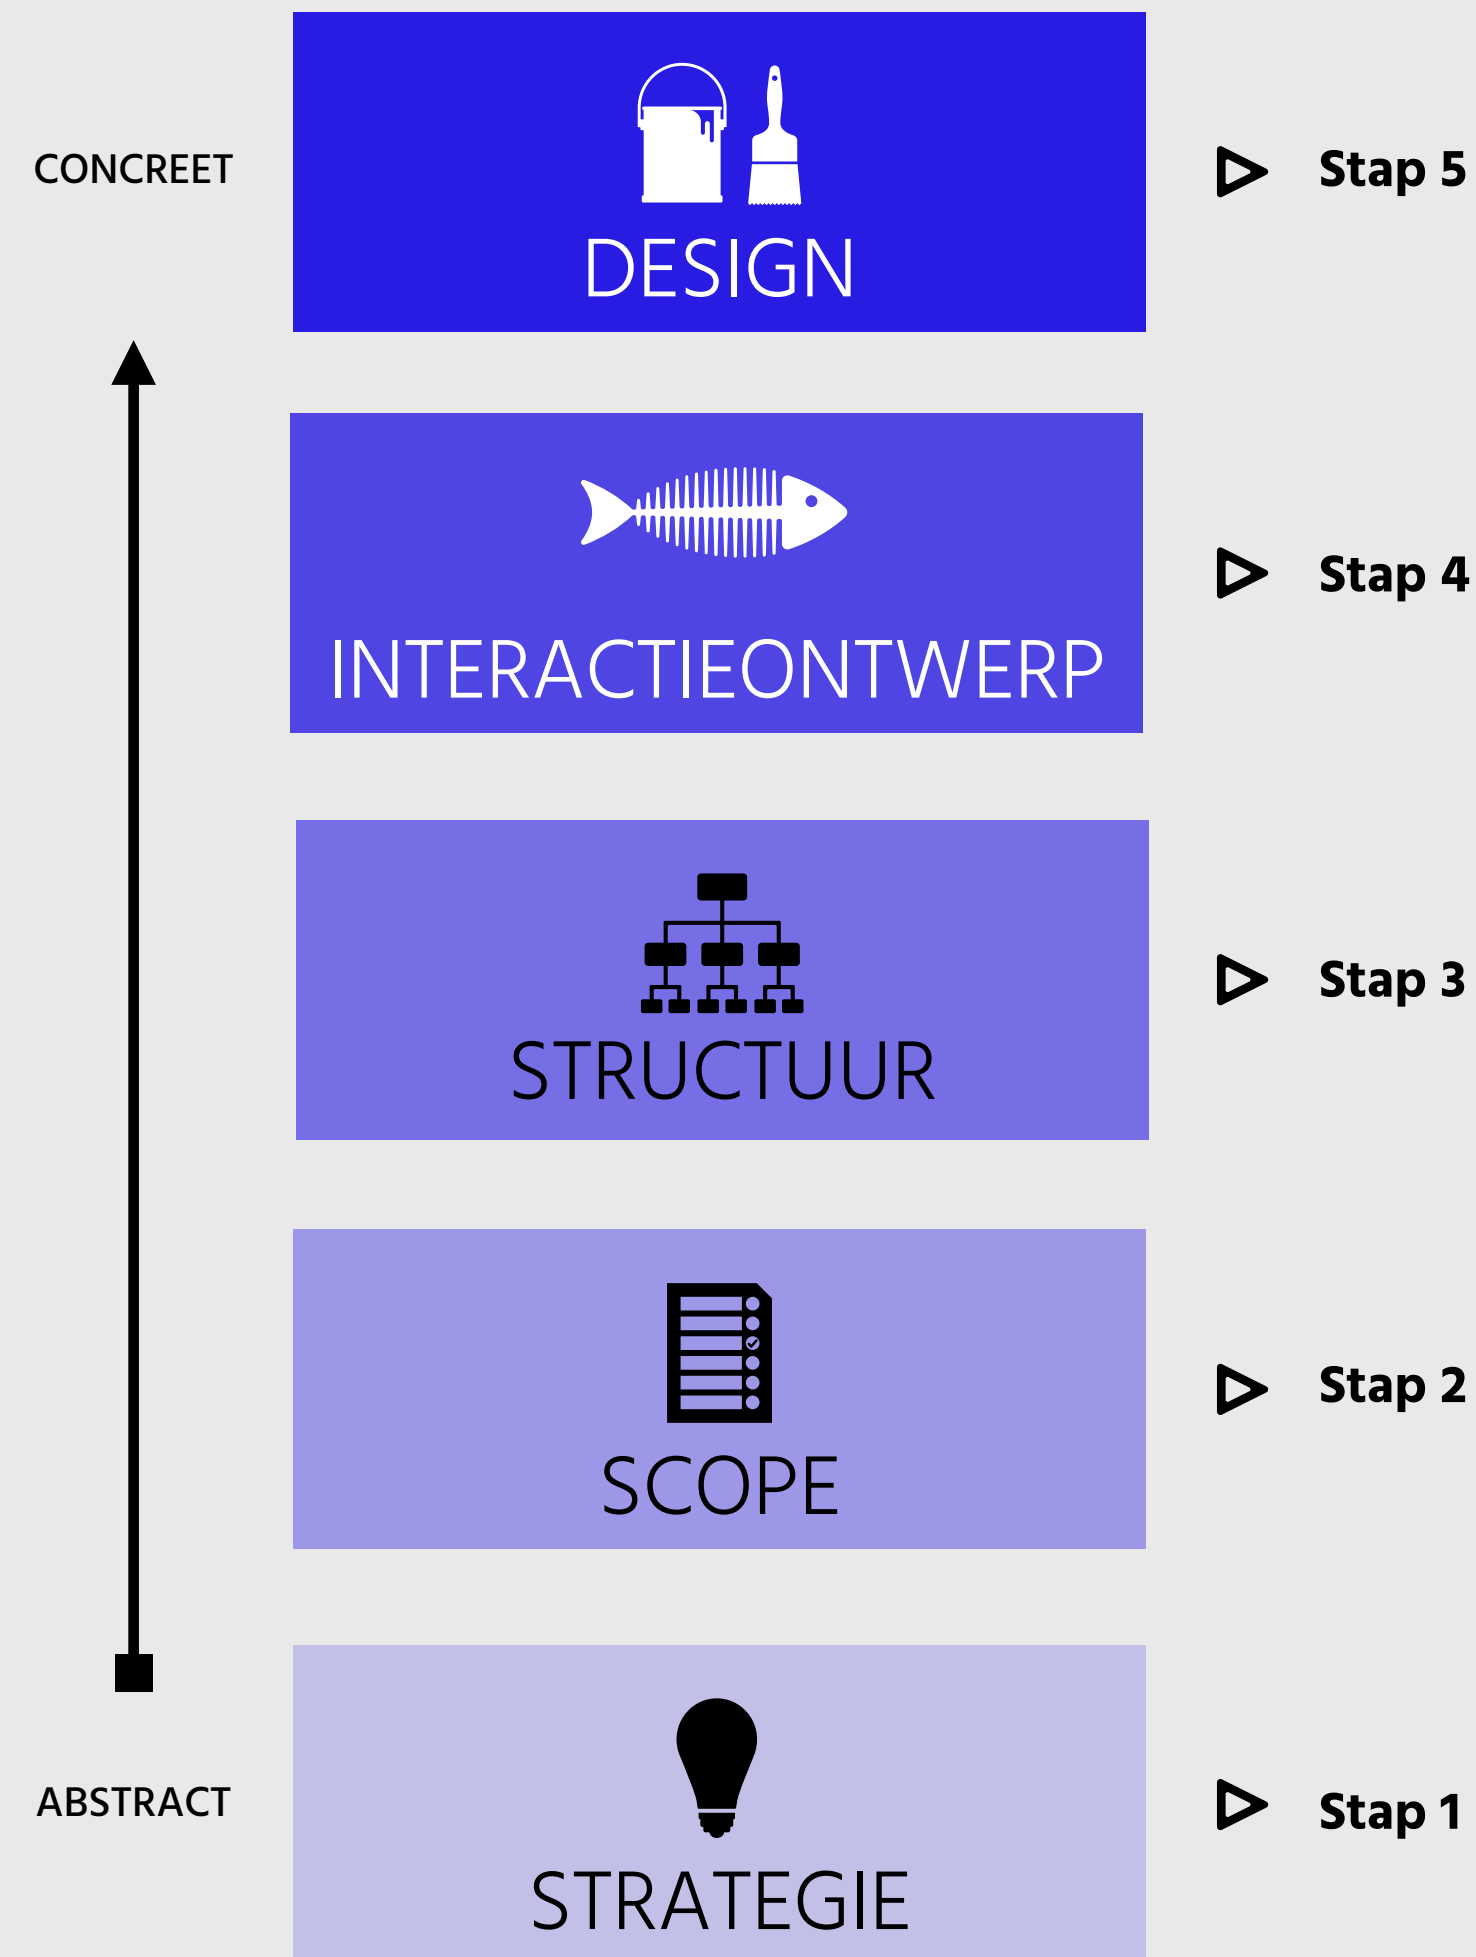 CONCREET
DESIGN
Stap 5
INTERACTIEONTWERP
Stap 4
STRUCTUUR
Stap 3
SCOPE
Stap 2
ABSTRACT
STRATEGIE
Stap 1